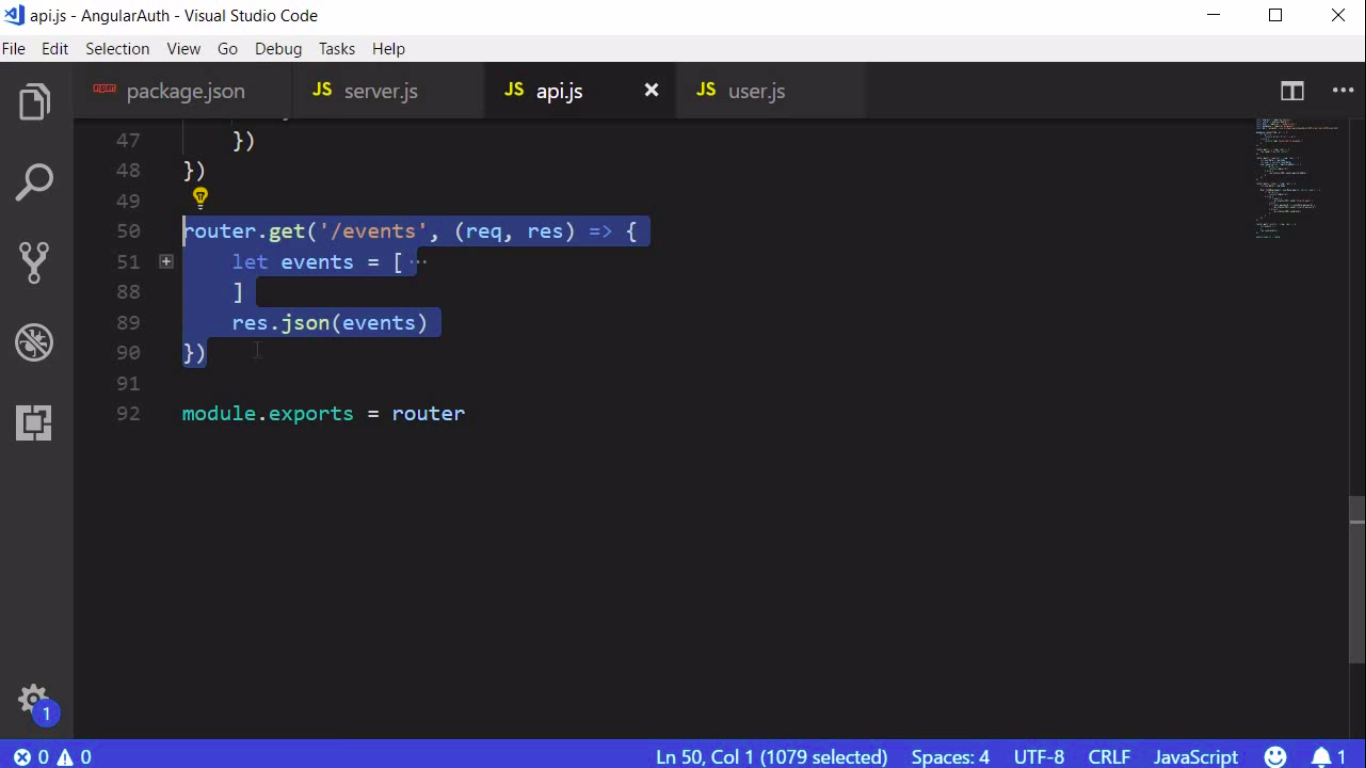 api.js - AngularAuth - Visual Studio Code
File Edit Selection View Go Debug Tasks Help
package.json JS server.js JS api.js JS user.js
47 })
48 })
49
50 router.get('/events', (req, res) => {
51 let events = [ ...
88 ]
89 res.json(events)
90 })
91
92 module.exports = router
1
0 0 Ln 50, Col 1 (1079 selected) Spaces: 4 UTF-8 CRLF JavaScript 1